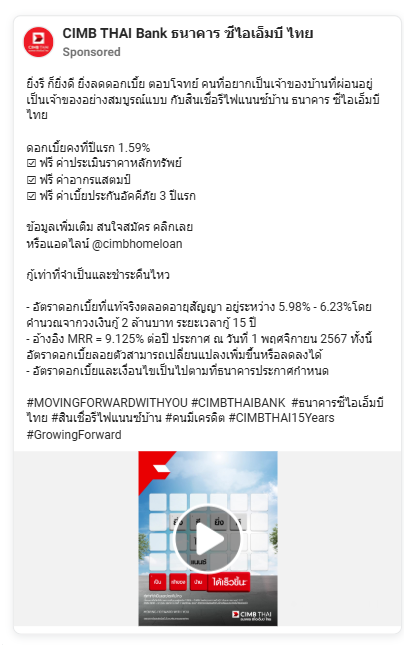 CIMB THAI Bank ธนาคาร ซีไอเอ็มบี ไทย
Sponsored
ยิ่งรี ก็ยิ่งดี ยิ่งลดดอกเบี้ย ตอบโจทย์ คนที่อยากเป็นเจ้าของบ้านที่ผ่อนอยู่
เป็นเจ้าของอย่างสมบูรณ์แบบ กับสินเชื่อรีไฟแนนซ์บ้าน ธนาคาร ซีไอเอ็มบี
ไทย
ดอกเบี้ยคงที่ปีแรก 1.59%
☑ ฟรี ค่าประเมินราคาหลักทรัพย์
☑ ฟรี ค่าอากรแสตมป์
☑ ฟรี ค่าเบี้ยประกันอัคคีภัย 3 ปีแรก
ข้อมูลเพิ่มเติม สนใจสมัคร คลิกเลย
หรือแอดไลน์ @cimbhomeloan
กู้เท่าที่จำเป็นและชำระคืนไหว
- อัตราดอกเบี้ยที่แท้จริงตลอดอายุสัญญา อยู่ระหว่าง 5.98% - 6.23%โดย
คำนวณจากวงเงินกู้ 2 ล้านบาท ระยะเวลากู้ 15 ปี
- อ้างอิง MRR = 9.125% ต่อปี ประกาศ ณ วันที่ 1 พฤศจิกายน 2567 ทั้งนี้
อัตราดอกเบี้ยลอยตัวสามารถเปลี่ยนแปลงเพิ่มขึ้นหรือลดลงได้
- อัตราดอกเบี้ยและเงื่อนไขเป็นไปตามที่ธนาคารประกาศกำหนด
#MOVINGFORWARDWITHYOU #CIMBTHAIBANK #ธนาคารซีไอเอ็มบี
ไทย #สินเชื่อรีไฟแนนซ์บ้าน #คนมีเครดิต #CIMBTHAI15Years
#GrowingForward
ยิ่ง รี ยิ่ง ดี
แนนซ์
เป็น เจ้าของ บ้าน ได้เร็วขึ้น
CIMB THAI